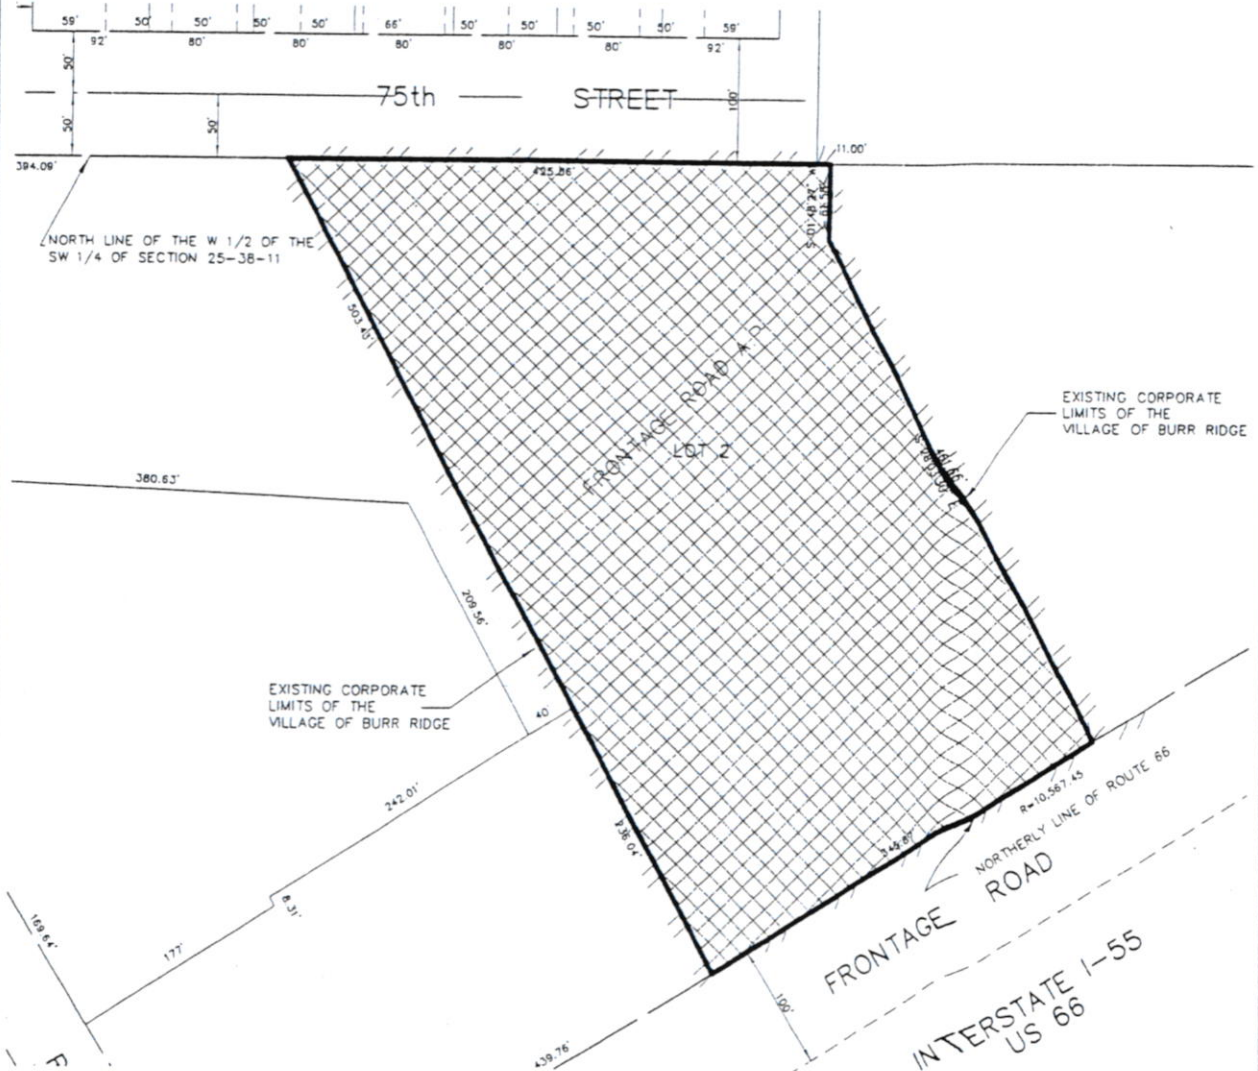 59' 50' 50' 50' 50' 66' 50' 50' 50' 50' 59'
92' 80' 80' 80' 80' 80' 92'
50'
75th STREET
100'
50'
50'
394.09'
11.00'
425.86'
NORTH LINE OF THE W 1/2 OF THE
SW 1/4 OF SECTION 25-38-11
503.43'
FRONTAGE ROAD A.P.
LOT 2
EXISTING CORPORATE
LIMITS OF THE
VILLAGE OF BURR RIDGE
380.63'
209.56'
EXISTING CORPORATE
LIMITS OF THE
VILLAGE OF BURR RIDGE
40'
242.01'
236.04'
8.31'
177'
169.64'
R=10,567.45
NORTHERLY LINE OF ROUTE 66
FRONTAGE ROAD
100'
INTERSTATE I-55
US 66
439.76'